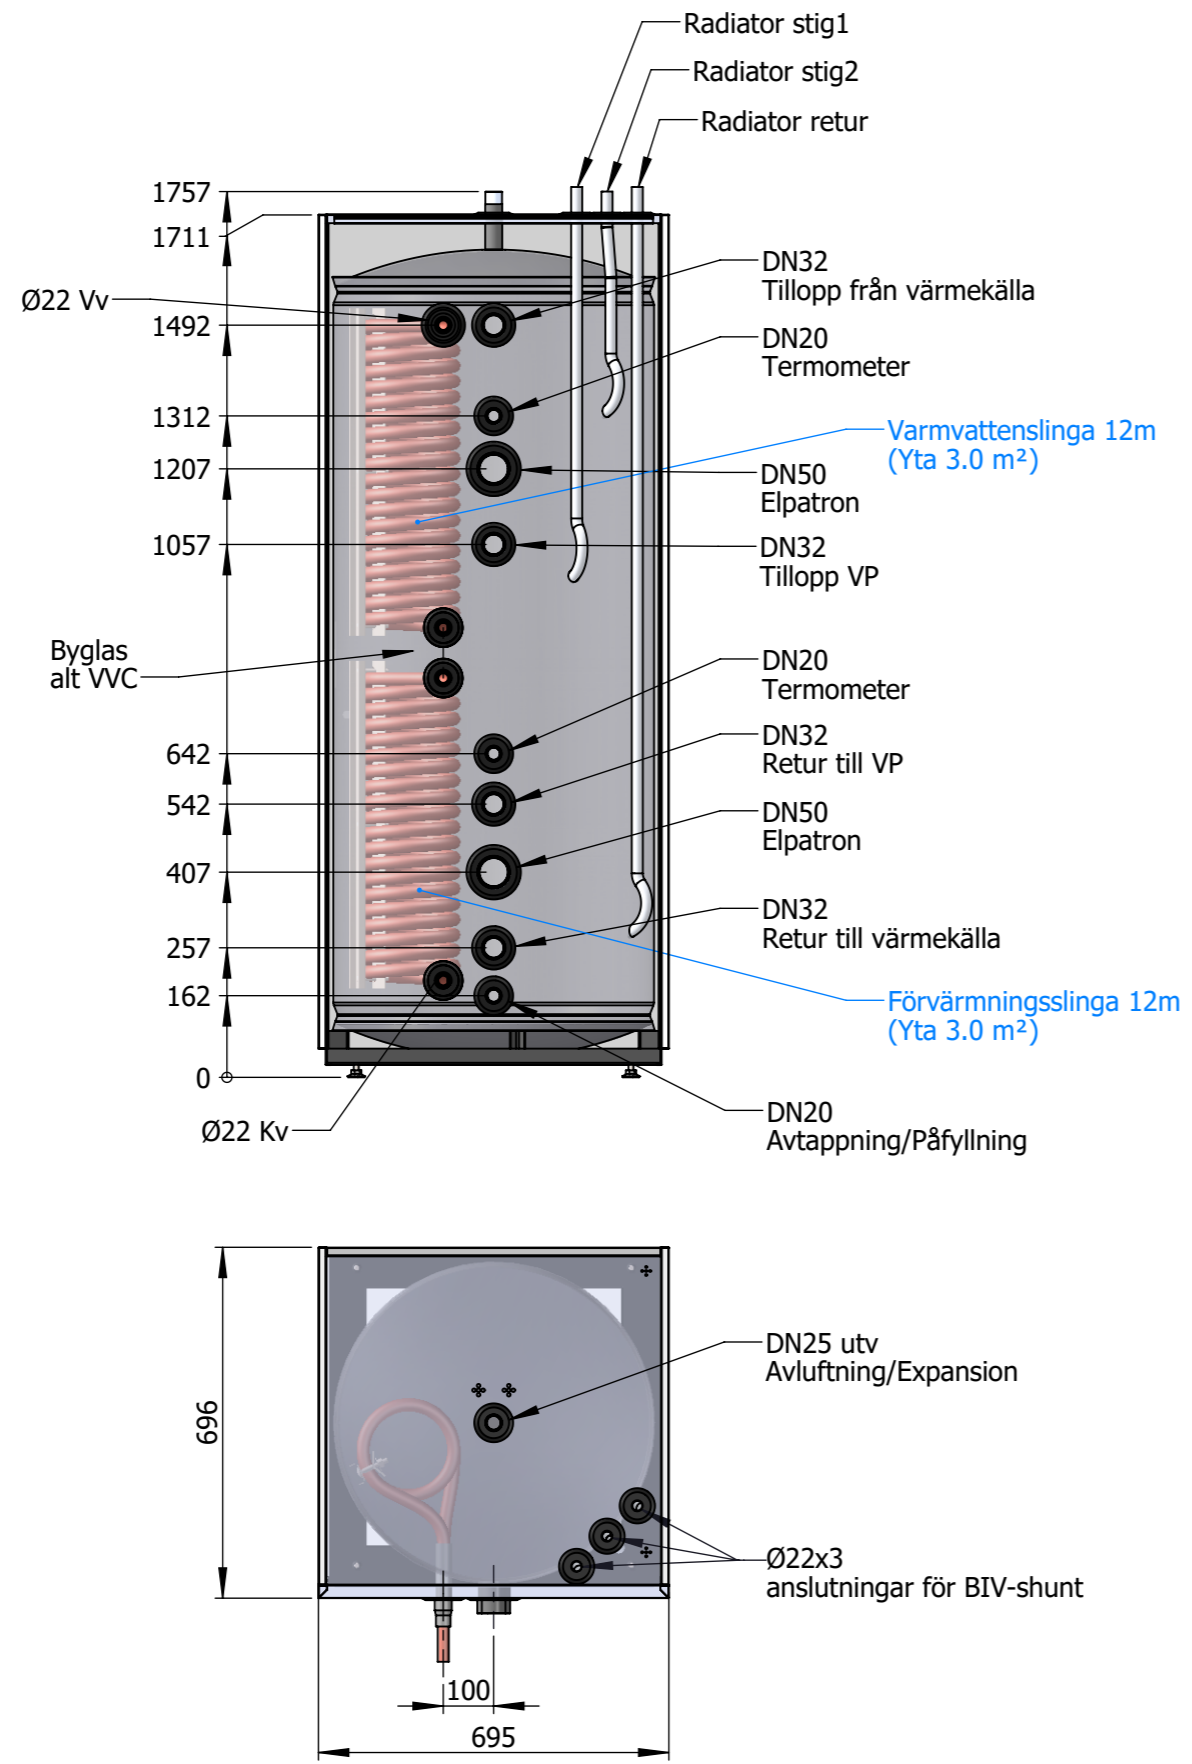 Radiator stig1
Radiator stig2
Radiator retur
1757
1711
DN32
Tillopp från värmekälla
Ø22 Vv
1492
DN20
Termometer
1312
Varmvattenslinga 12m
(Yta 3.0 m²)
1207
DN50
Elpatron
1057
DN32
Tillopp VP
Byglas
alt VVC
DN20
Termometer
642
DN32
Retur till VP
542
DN50
Elpatron
407
DN32
Retur till värmekälla
257
162
Förvärmningsslinga 12m
(Yta 3.0 m²)
0
Ø22 Kv
DN20
Avtappning/Påfyllning
696
DN25 utv
Avluftning/Expansion
Ø22x3
anslutningar för BIV-shunt
100
695